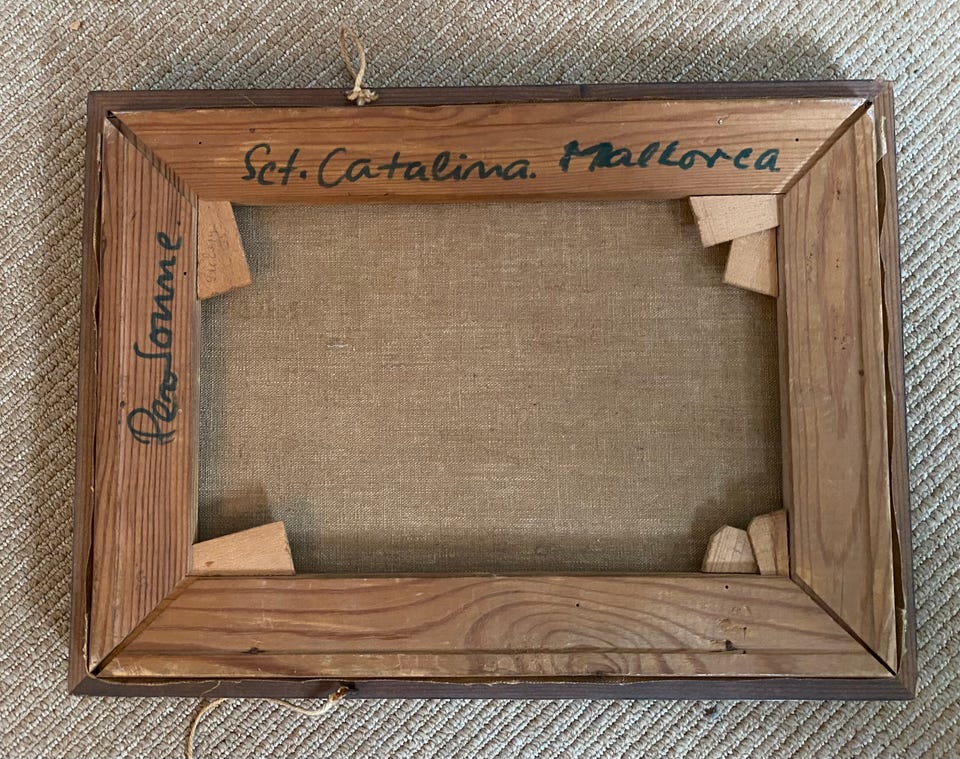 Sct. Catalina. Mallorca
Per Sonne.